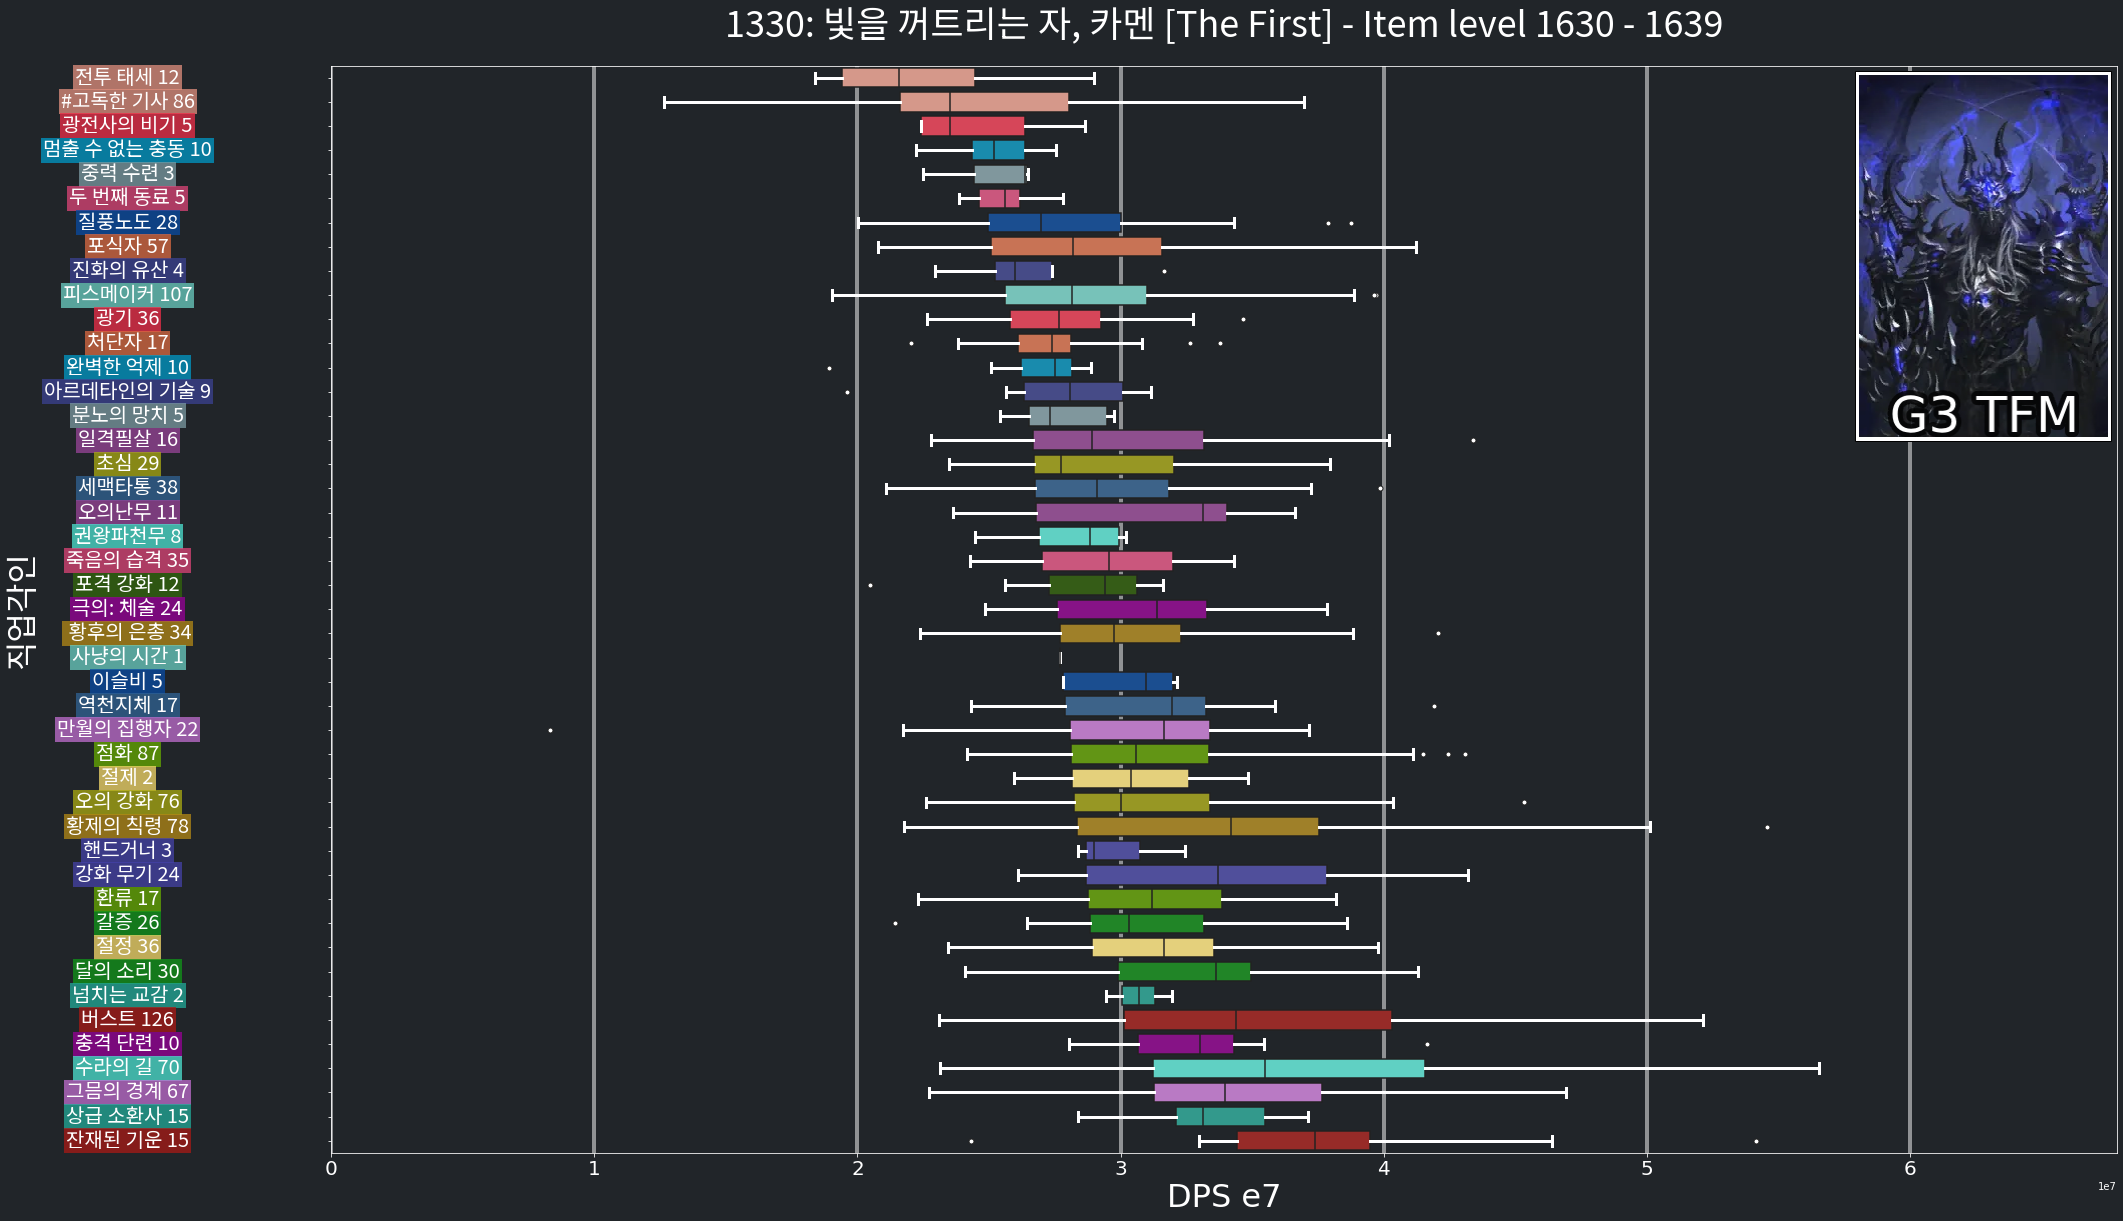 1330: 빛을 꺼트리는 자, 카멘 [The First] - Item level 1630 - 1639
전투 태세 12
#고독한 기사 86
광전사의 비기 5
멈출 수 없는 충동 10
중력 수련 3
두 번째 동료 5
질풍노도 28
포식자 57
진화의 유산 4
피스메이커 107
광기 36
처단자 17
완벽한 억제 10
아르데타인의 기술 9
분노의 망치 5
일격필살 16
초심 29
세맥타통 38
오의난무 11
권왕파천무 8
죽음의 습격 35
포격 강화 12
극의: 체술 24
황후의 은총 34
사냥의 시간 1
이슬비 5
역천지체 17
만월의 집행자 22
점화 87
절제 2
오의 강화 76
황제의 칙령 78
핸드거너 3
강화 무기 24
환류 17
갈증 26
절정 36
달의 소리 30
넘치는 교감 2
버스트 126
충격 단련 10
수라의 길 70
그믐의 경계 67
상급 소환사 15
잔재된 기운 15
직업각인
G3 TFM
0 1 2 3 4 5 6
1e7
DPS e7